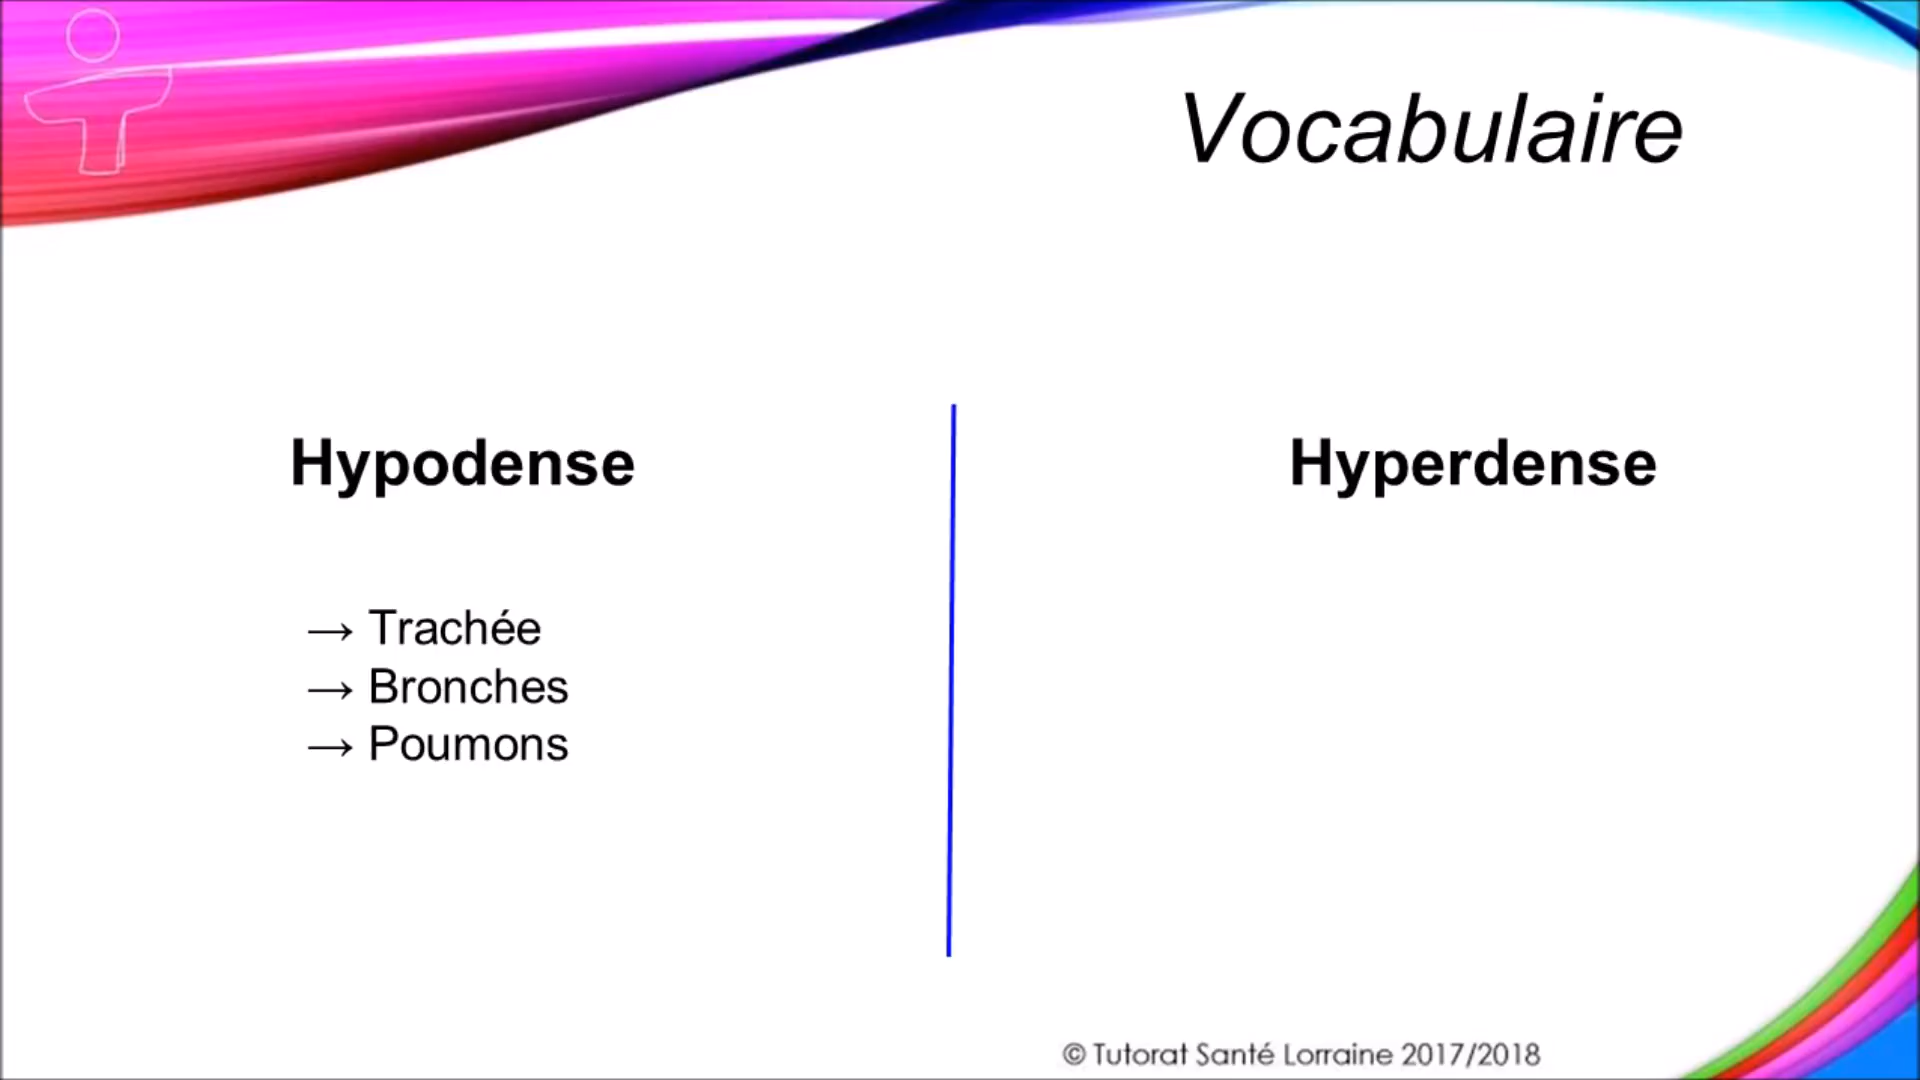 Vocabulaire
Hypodense
→ Trachée
→ Bronches
→ Poumons
Hyperdense
© Tutorat Santé Lorraine 2017/2018